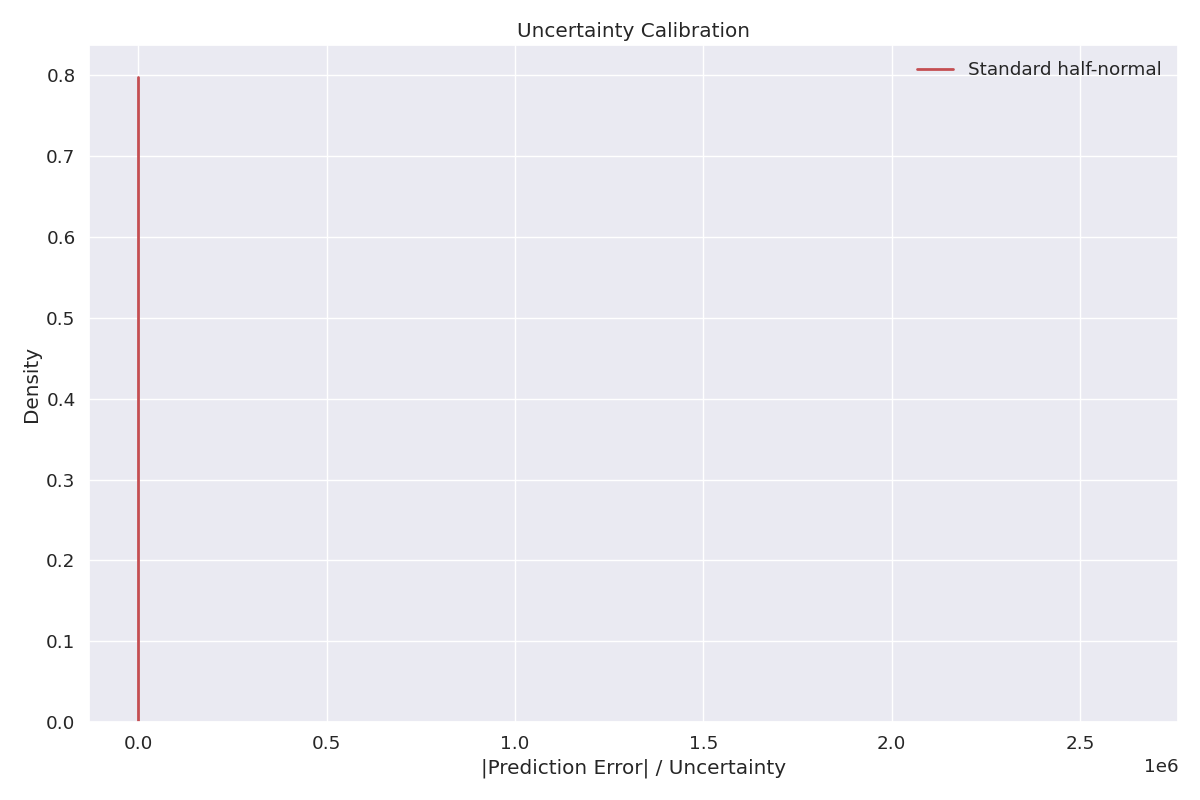 Uncertainty Calibration
Standard half-normal
0.8
0.7
0.6
0.5
0.4
0.3
0.2
0.1
0.0
Density
0.0 0.5 1.0 1.5 2.0 2.5
1e6
|Prediction Error| / Uncertainty